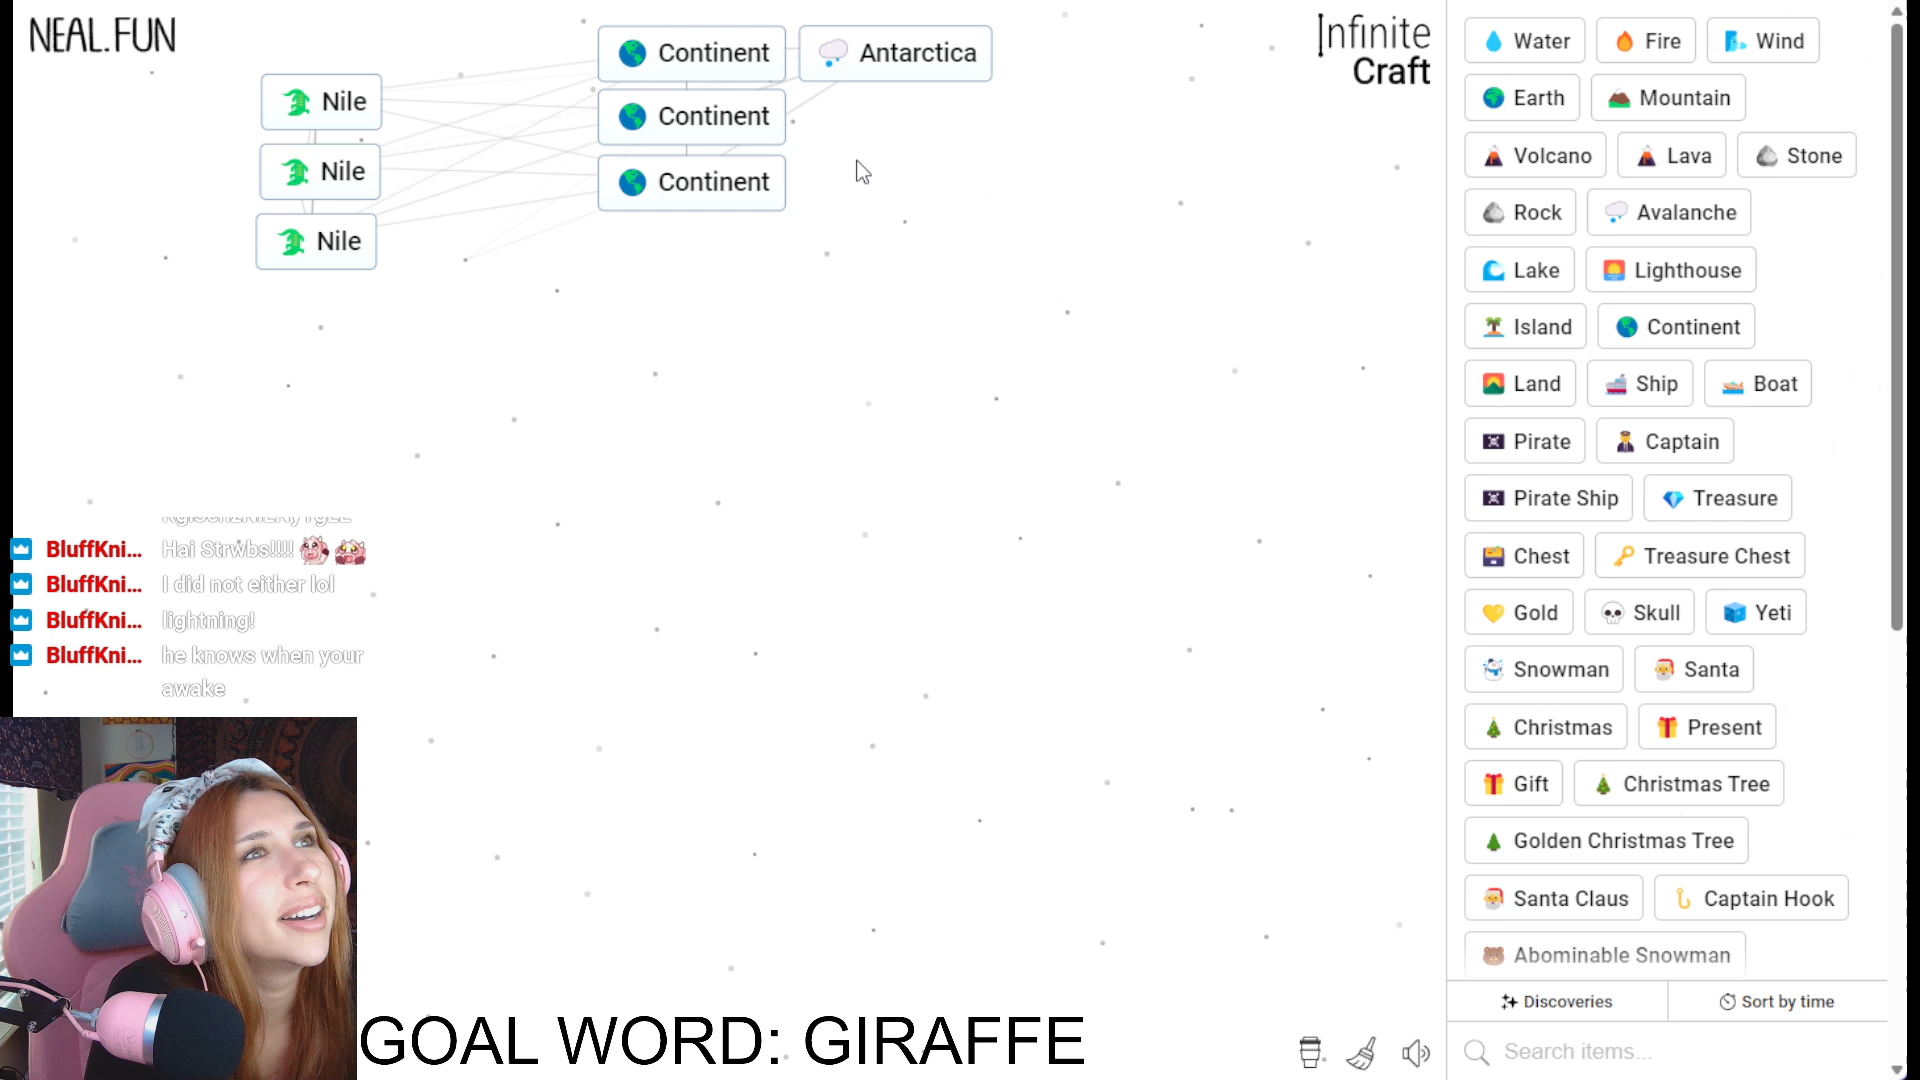 NEAL.FUN
Continent
Antarctica
Nile
Continent
Nile
Continent
Nile
Infinite
Craft
Water
Fire
Wind
Earth
Mountain
Volcano
Lava
Stone
Rock
Avalanche
Lake
Lighthouse
Island
Continent
Land
Ship
Boat
Pirate
Captain
Pirate Ship
Treasure
Chest
Treasure Chest
Gold
Skull
Yeti
Snowman
Santa
Christmas
Present
Gift
Christmas Tree
Golden Christmas Tree
Santa Claus
Captain Hook
Abominable Snowman
Discoveries
Sort by time
Search items...
BluffKni... Hai Strwbs!!!!
BluffKni... I did not either lol
BluffKni... lightning!
BluffKni... he knows when your
awake
GOAL WORD: GIRAFFE